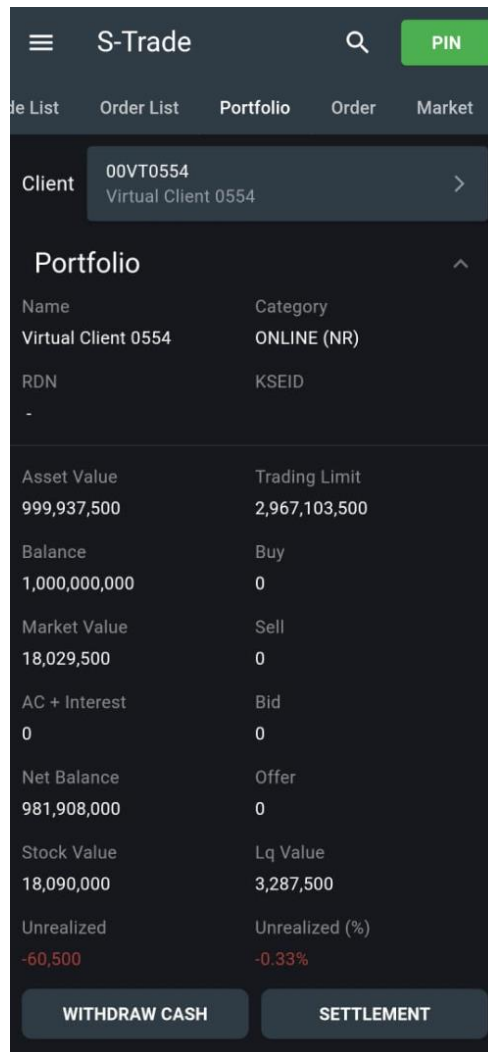 S-Trade
PIN
de List Order List Portfolio Order Market
Client
00VT0554
Virtual Client 0554
Portfolio
Name Category
Virtual Client 0554 ONLINE (NR)
RDN KSEID
-
Asset Value Trading Limit
999,937,500 2,967,103,500
Balance Buy
1,000,000,000 0
Market Value Sell
18,029,500 0
AC + Interest Bid
0 0
Net Balance Offer
981,908,000 0
Stock Value Lq Value
18,090,000 3,287,500
Unrealized Unrealized (%)
-60,500 -0.33%
WITHDRAW CASH SETTLEMENT